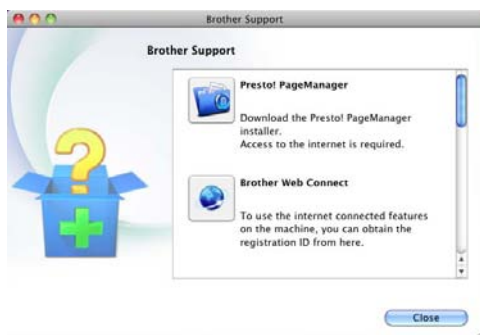 Brother Support
Brother Support
Presto! PageManager
Download the Presto! PageManager
installer.
Access to the internet is required.
Brother Web Connect
To use the internet connected features
on the machine, you can obtain the
registration ID from here.
Close